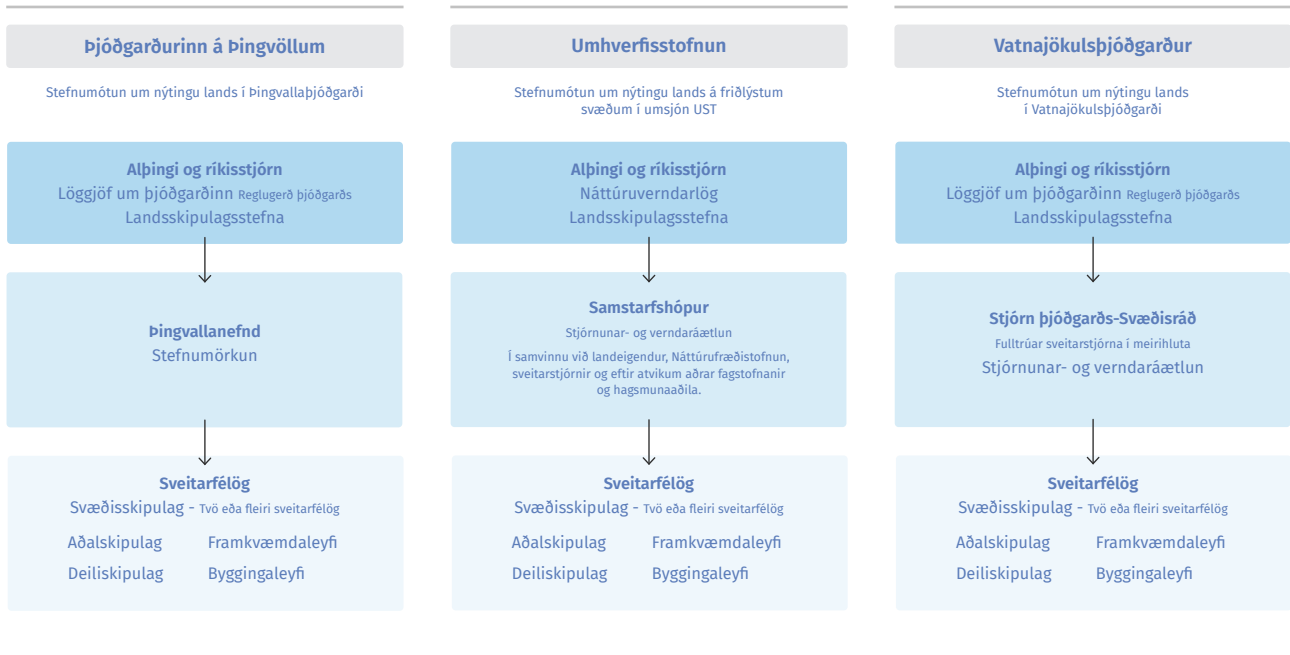 Þjóðgarðurinn á Þingvöllum
Stefnumótun um nýtingu lands í Þingvallaþjóðgarði
Alþingi og ríkisstjórn
Löggjöf um þjóðgarðinn Reglugerð þjóðgarðs
Landsskipulagsstefna
Þingvallanefnd
Stefnumörkun
Sveitarfélög
Svæðisskipulag - Tvö eða fleiri sveitarfélög
Aðalskipulag Framkvæmdaleyfi
Deiliskipulag Byggingaleyfi
Umhverfisstofnun
Stefnumótun um nýtingu lands á friðlýstum
svæðum í umsjón UST
Alþingi og ríkisstjórn
Náttúruverndarlög
Landsskipulagsstefna
Samstarfshópur
Stjórnunar- og verndaráætlun
Í samvinnu við landeigendur, Náttúrufræðistofnun,
sveitarstjórnir og eftir atvikum aðrar fagstofnanir
og hagsmunaaðila.
Sveitarfélög
Svæðisskipulag - Tvö eða fleiri sveitarfélög
Aðalskipulag Framkvæmdaleyfi
Deiliskipulag Byggingaleyfi
Vatnajökulsþjóðgarður
Stefnumótun um nýtingu lands
í Vatnajökulsþjóðgarði
Alþingi og ríkisstjórn
Löggjöf um þjóðgarðinn Reglugerð þjóðgarðs
Landsskipulagsstefna
Stjórn þjóðgarðs-Svæðisráð
Fulltrúar sveitarstjórna í meirihluta
Stjórnunar- og verndaráætlun
Sveitarfélög
Svæðisskipulag - Tvö eða fleiri sveitarfélög
Aðalskipulag Framkvæmdaleyfi
Deiliskipulag Byggingaleyfi